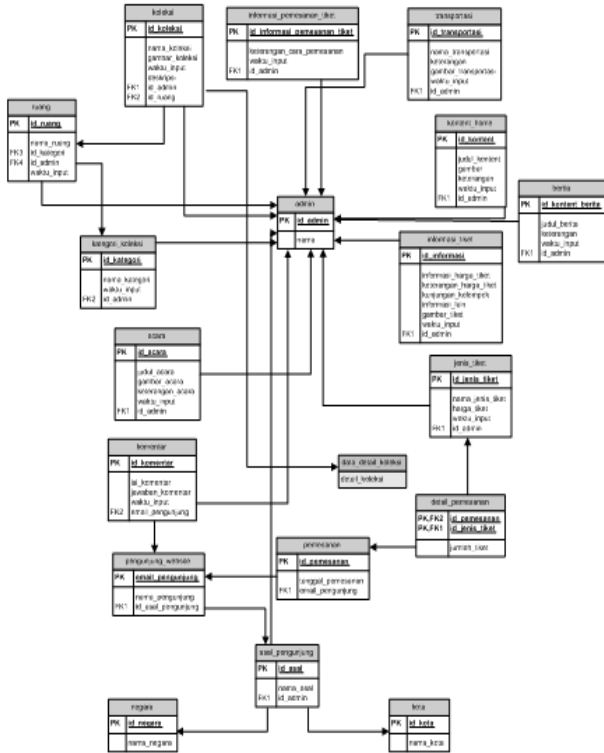 koleksi
PK id_koleksi
nama_koleksi
gambar_koleksi
waktu_input
deskripsi
FK1 id_admin
FK2 id_ruang
informasi_pemesanan_tiket
PK id_informasi_pemesanan_tiket
keterangan_cara_pemesanan
waktu_input
FK1 id_admin
transportasi
PK id_transportasi
nama_transportasi
keterangan
gambar_transportasi
waktu_input
FK1 id_admin
ruang
PK id_ruang
nama_ruang
FK3 id_kategori
FK4 id_admin
waktu_input
kontent_home
PK id_kontent
judul_kontent
gambar
keterangan
waktu_input
FK1 id_admin
berita
PK id_kontent_berita
judul_berita
keterangan
waktu_input
FK1 id_admin
admin
PK id_admin
nama
kategori_koleksi
PK id_kategori
nama_kategori
waktu_input
FK2 id_admin
informasi_tiket
PK id_informasi
informasi_harga_tiket
keterangan_harga_tiket
kunjungan_kelompok
informasi_lain
gambar_tiket
waktu_input
FK1 id_admin
acara
PK id_acara
judul_acara
gambar_acara
keterangan_acara
waktu_input
FK1 id_admin
jenis_tiket
PK id_jenis_tiket
nama_jenis_tiket
harga_tiket
waktu_input
FK1 id_admin
komentar
PK id_komentar
isi_komentar
jawaban_komentar
waktu_input
FK2 email_pengunjung
data_detail_koleksi
detail_koleksi
detail_pemesanan
PK,FK2 id_pemesanan
PK,FK1 id_jenis_tiket
jumlah_tiket
pemesanan
PK id_pemesanan
tanggal_pemesanan
FK1 email_pengunjung
pengunjung_website
PK email_pengunjung
nama_pengunjung
FK1 id_asal_pengunjung
asal_pengunjung
PK id_asal
nama_asal
FK1 id_admin
negara
PK id_negara
nama_negara
kota
PK id_kota
nama_kota